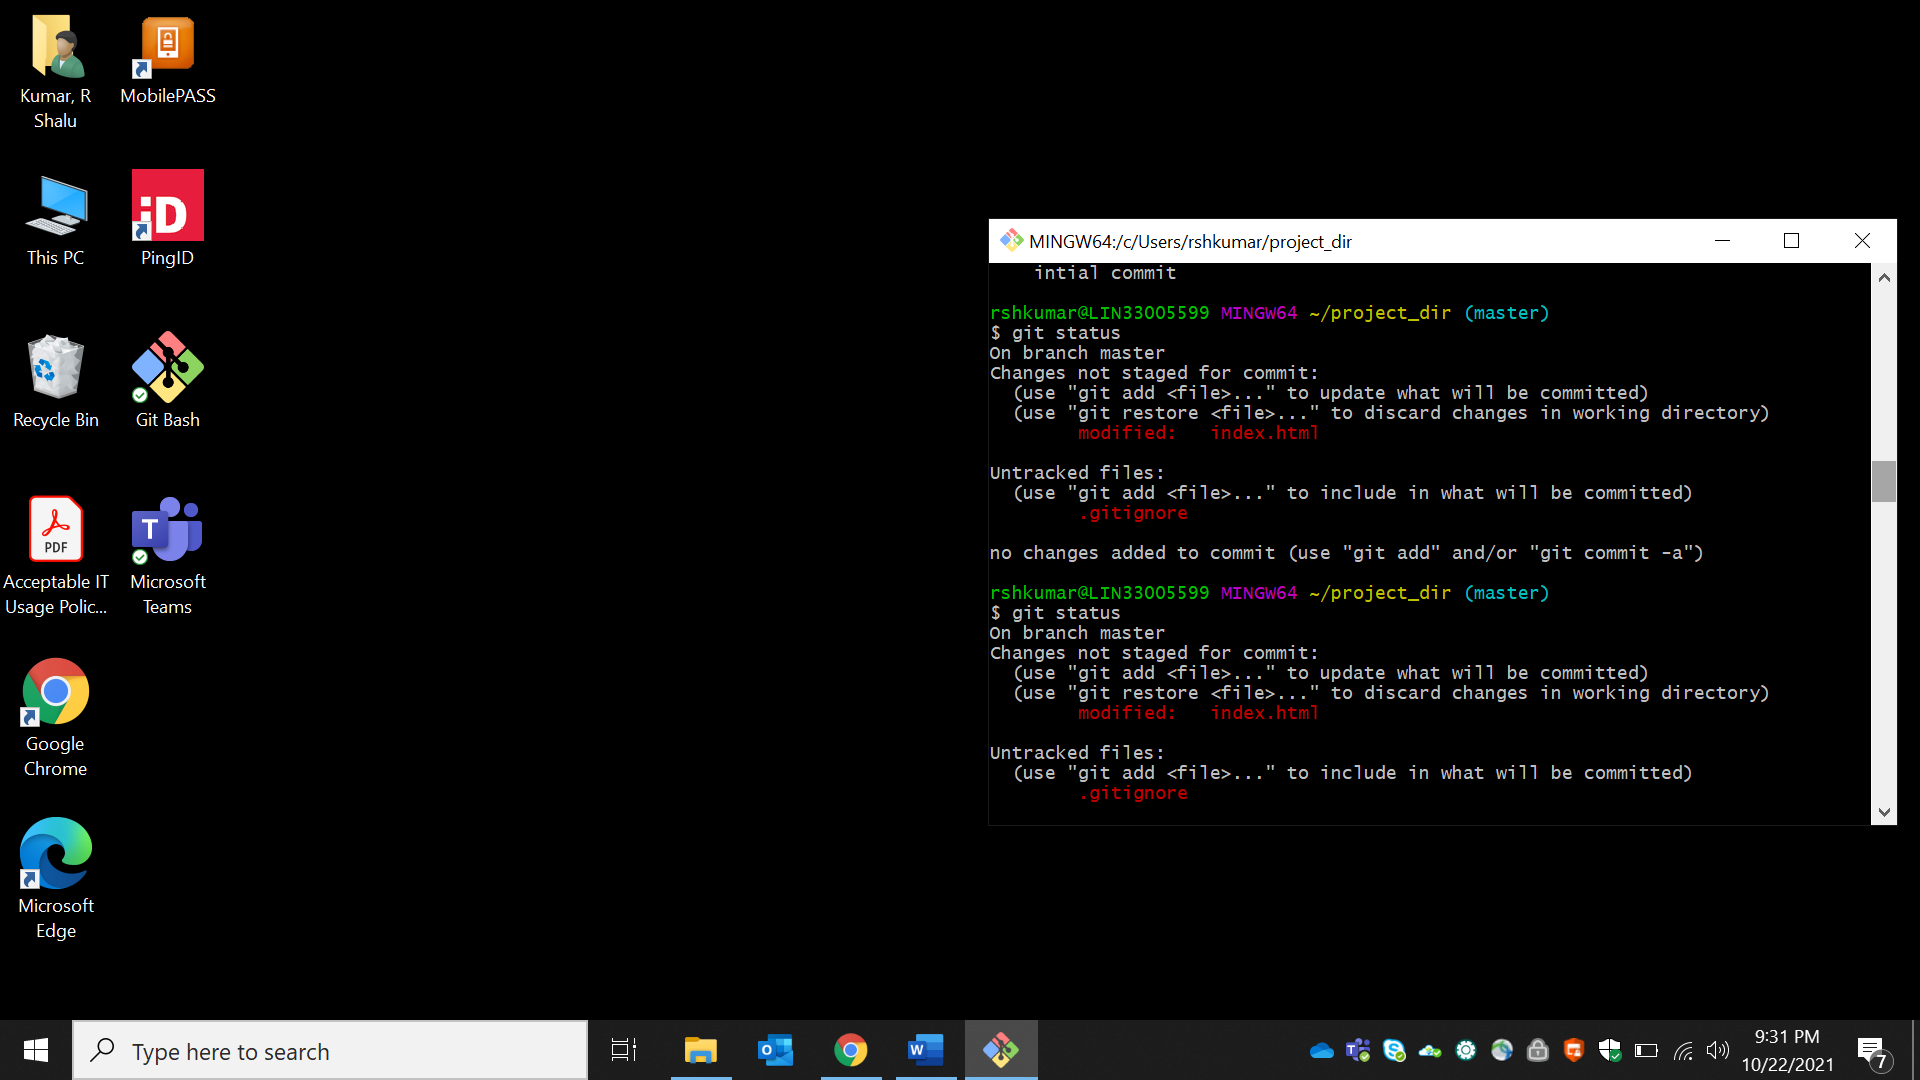 Kumar, R
Shalu
MobilePASS
This PC
iD
PingID
Recycle Bin
Git Bash
PDF
Acceptable IT
Usage Polic...
T
Microsoft
Teams
Google
Chrome
Microsoft
Edge
MINGW64:/c/Users/rshkumar/project_dir
intial commit
rshkumar@LIN33005599 MINGW64 ~/project_dir (master)
$ git status
On branch master
Changes not staged for commit:
(use "git add <file>..." to update what will be committed)
(use "git restore <file>..." to discard changes in working directory)
modified: index.html
Untracked files:
(use "git add <file>..." to include in what will be committed)
.gitignore
no changes added to commit (use "git add" and/or "git commit -a")
rshkumar@LIN33005599 MINGW64 ~/project_dir (master)
$ git status
On branch master
Changes not staged for commit:
(use "git add <file>..." to update what will be committed)
(use "git restore <file>..." to discard changes in working directory)
modified: index.html
Untracked files:
(use "git add <file>..." to include in what will be committed)
.gitignore
Type here to search
9:31 PM
10/22/2021
7